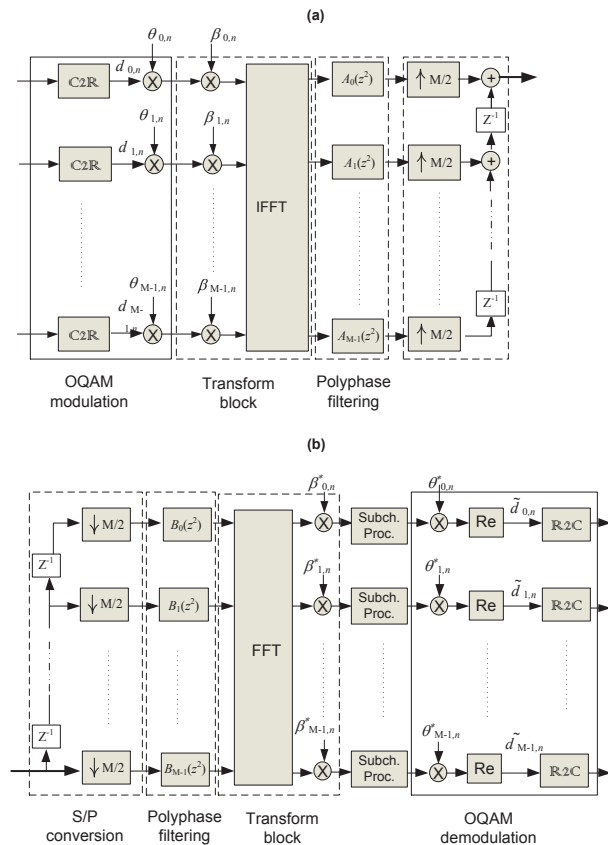 (a)
θ0,n β0,n
C2R d 0,n X X A0(z²) ↑ M/2 +
Z-1
θ1,n β1,n
C2R d 1,n X X A1(z²) ↑ M/2 +
IFFT
θM-1,n βM-1,n
Z-1
d M-1,n
C2R X X AM-1(z²) ↑ M/2
OQAM modulation
Transform block
Polyphase filtering
(b)
β*0,n θ*0,n
↓ M/2 B0(z²) X Subch. Proc. X Re d̃ 0,n R2C
Z-1
β*1,n θ*1,n
↓ M/2 B1(z²) X Subch. Proc. X Re d̃ 1,n R2C
FFT
β*M-1,n θ*M-1,n
Z-1
↓ M/2 BM-1(z²) X Subch. Proc. X Re d̃M-1,n R2C
S/P conversion
Polyphase filtering
Transform block
OQAM demodulation